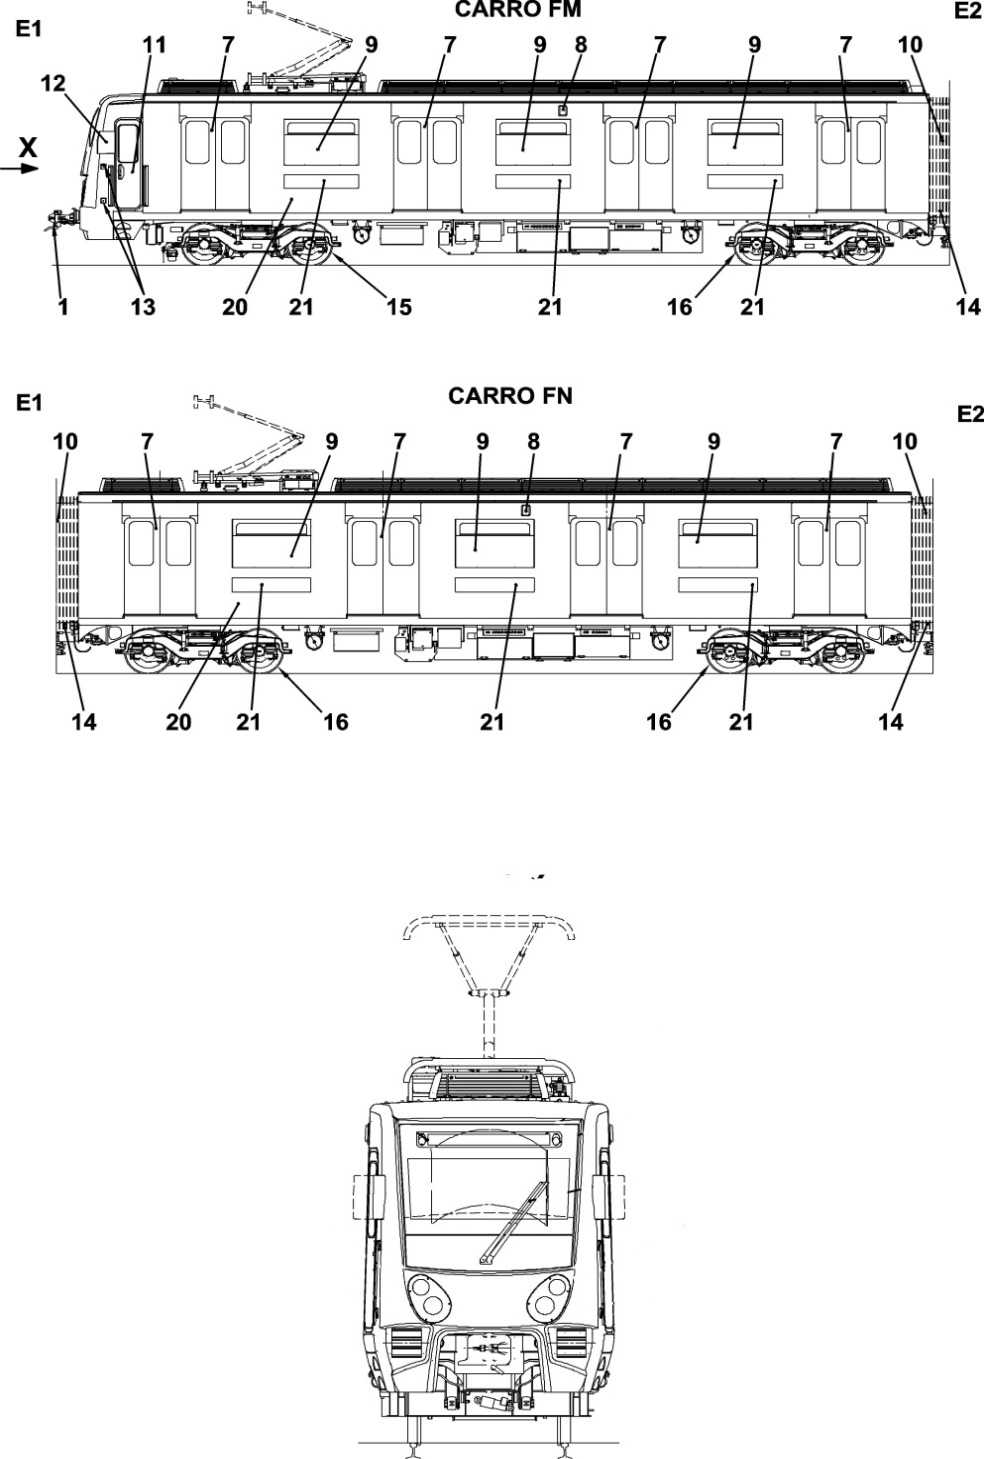 CARRO FM
E1
E2
11 7 9 7 9 8 7 9 7 10
12
X
1 13 20 21 15 21 16 21 14
CARRO FN
E1
E2
10 7 9 7 9 8 7 9 7 10
14 20 21 16 21 16 21 14